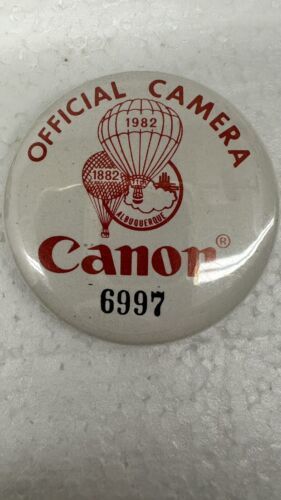 OFFICIAL CAMERA
1982
1882
ALBUQUERQUE
Canon®
6997